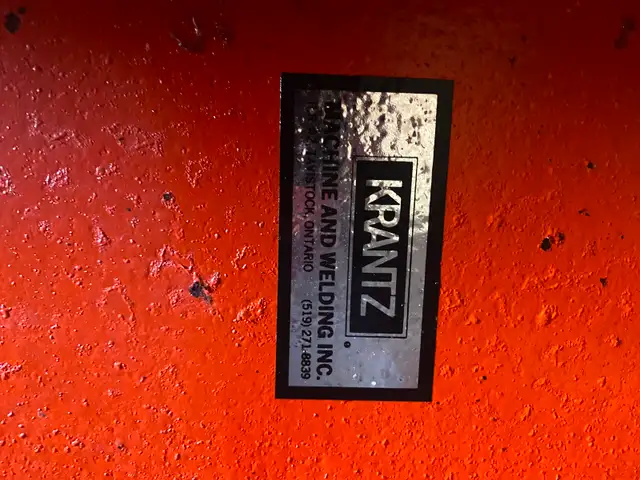 KRANTZ
MACHINE AND WELDING INC.
ONTARIO (519) 271-8839